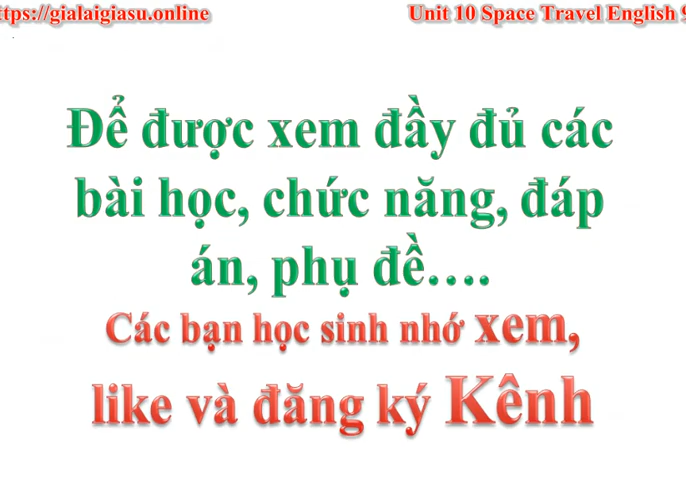 ttps://gialaigiasu.online
Unit 10 Space Travel English 9
Để được xem đầy đủ các
bài học, chức năng, đáp
án, phụ đề....
Các bạn học sinh nhớ xem,
like và đăng ký Kênh